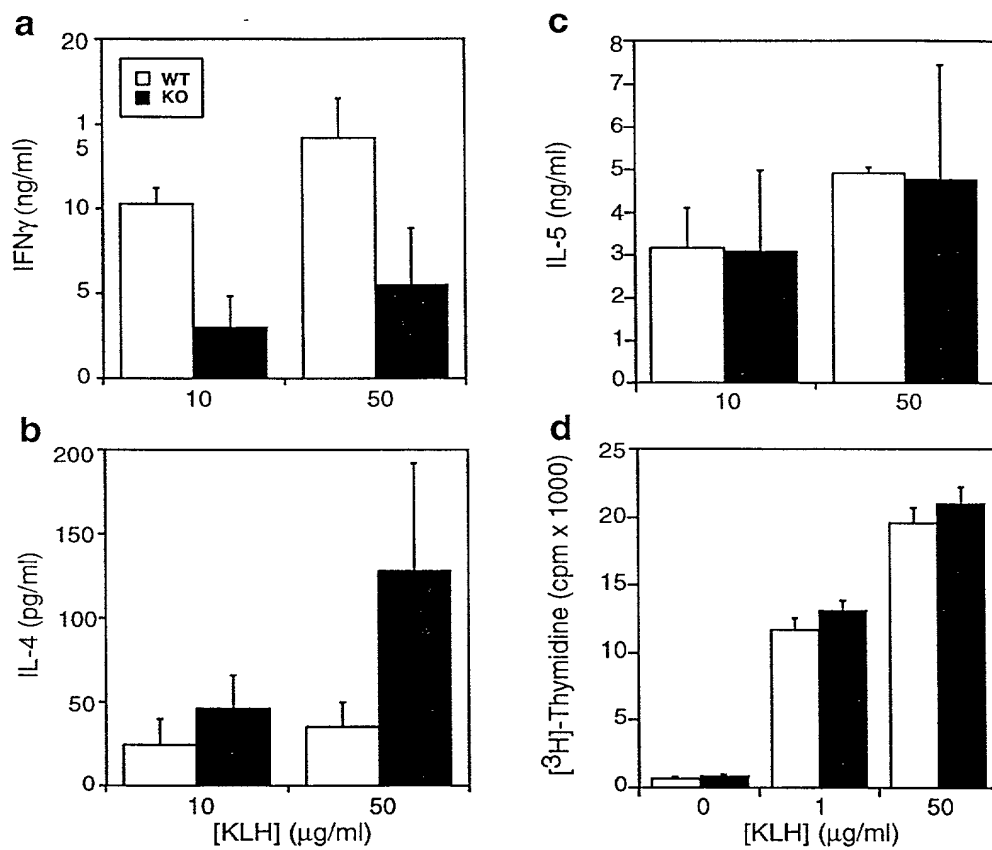 a
20
1
5
10
5
0
IFNγ (ng/ml)
WT
KO
10
50
b
200
150
100
50
0
IL-4 (pg/ml)
10
50
[KLH] (μg/ml)
c
8
7
6
5
4
3
2
1
0
IL-5 (ng/ml)
10
50
d
25
20
15
10
5
0
[³H]-Thymidine (cpm x 1000)
0
1
50
[KLH] (μg/ml)